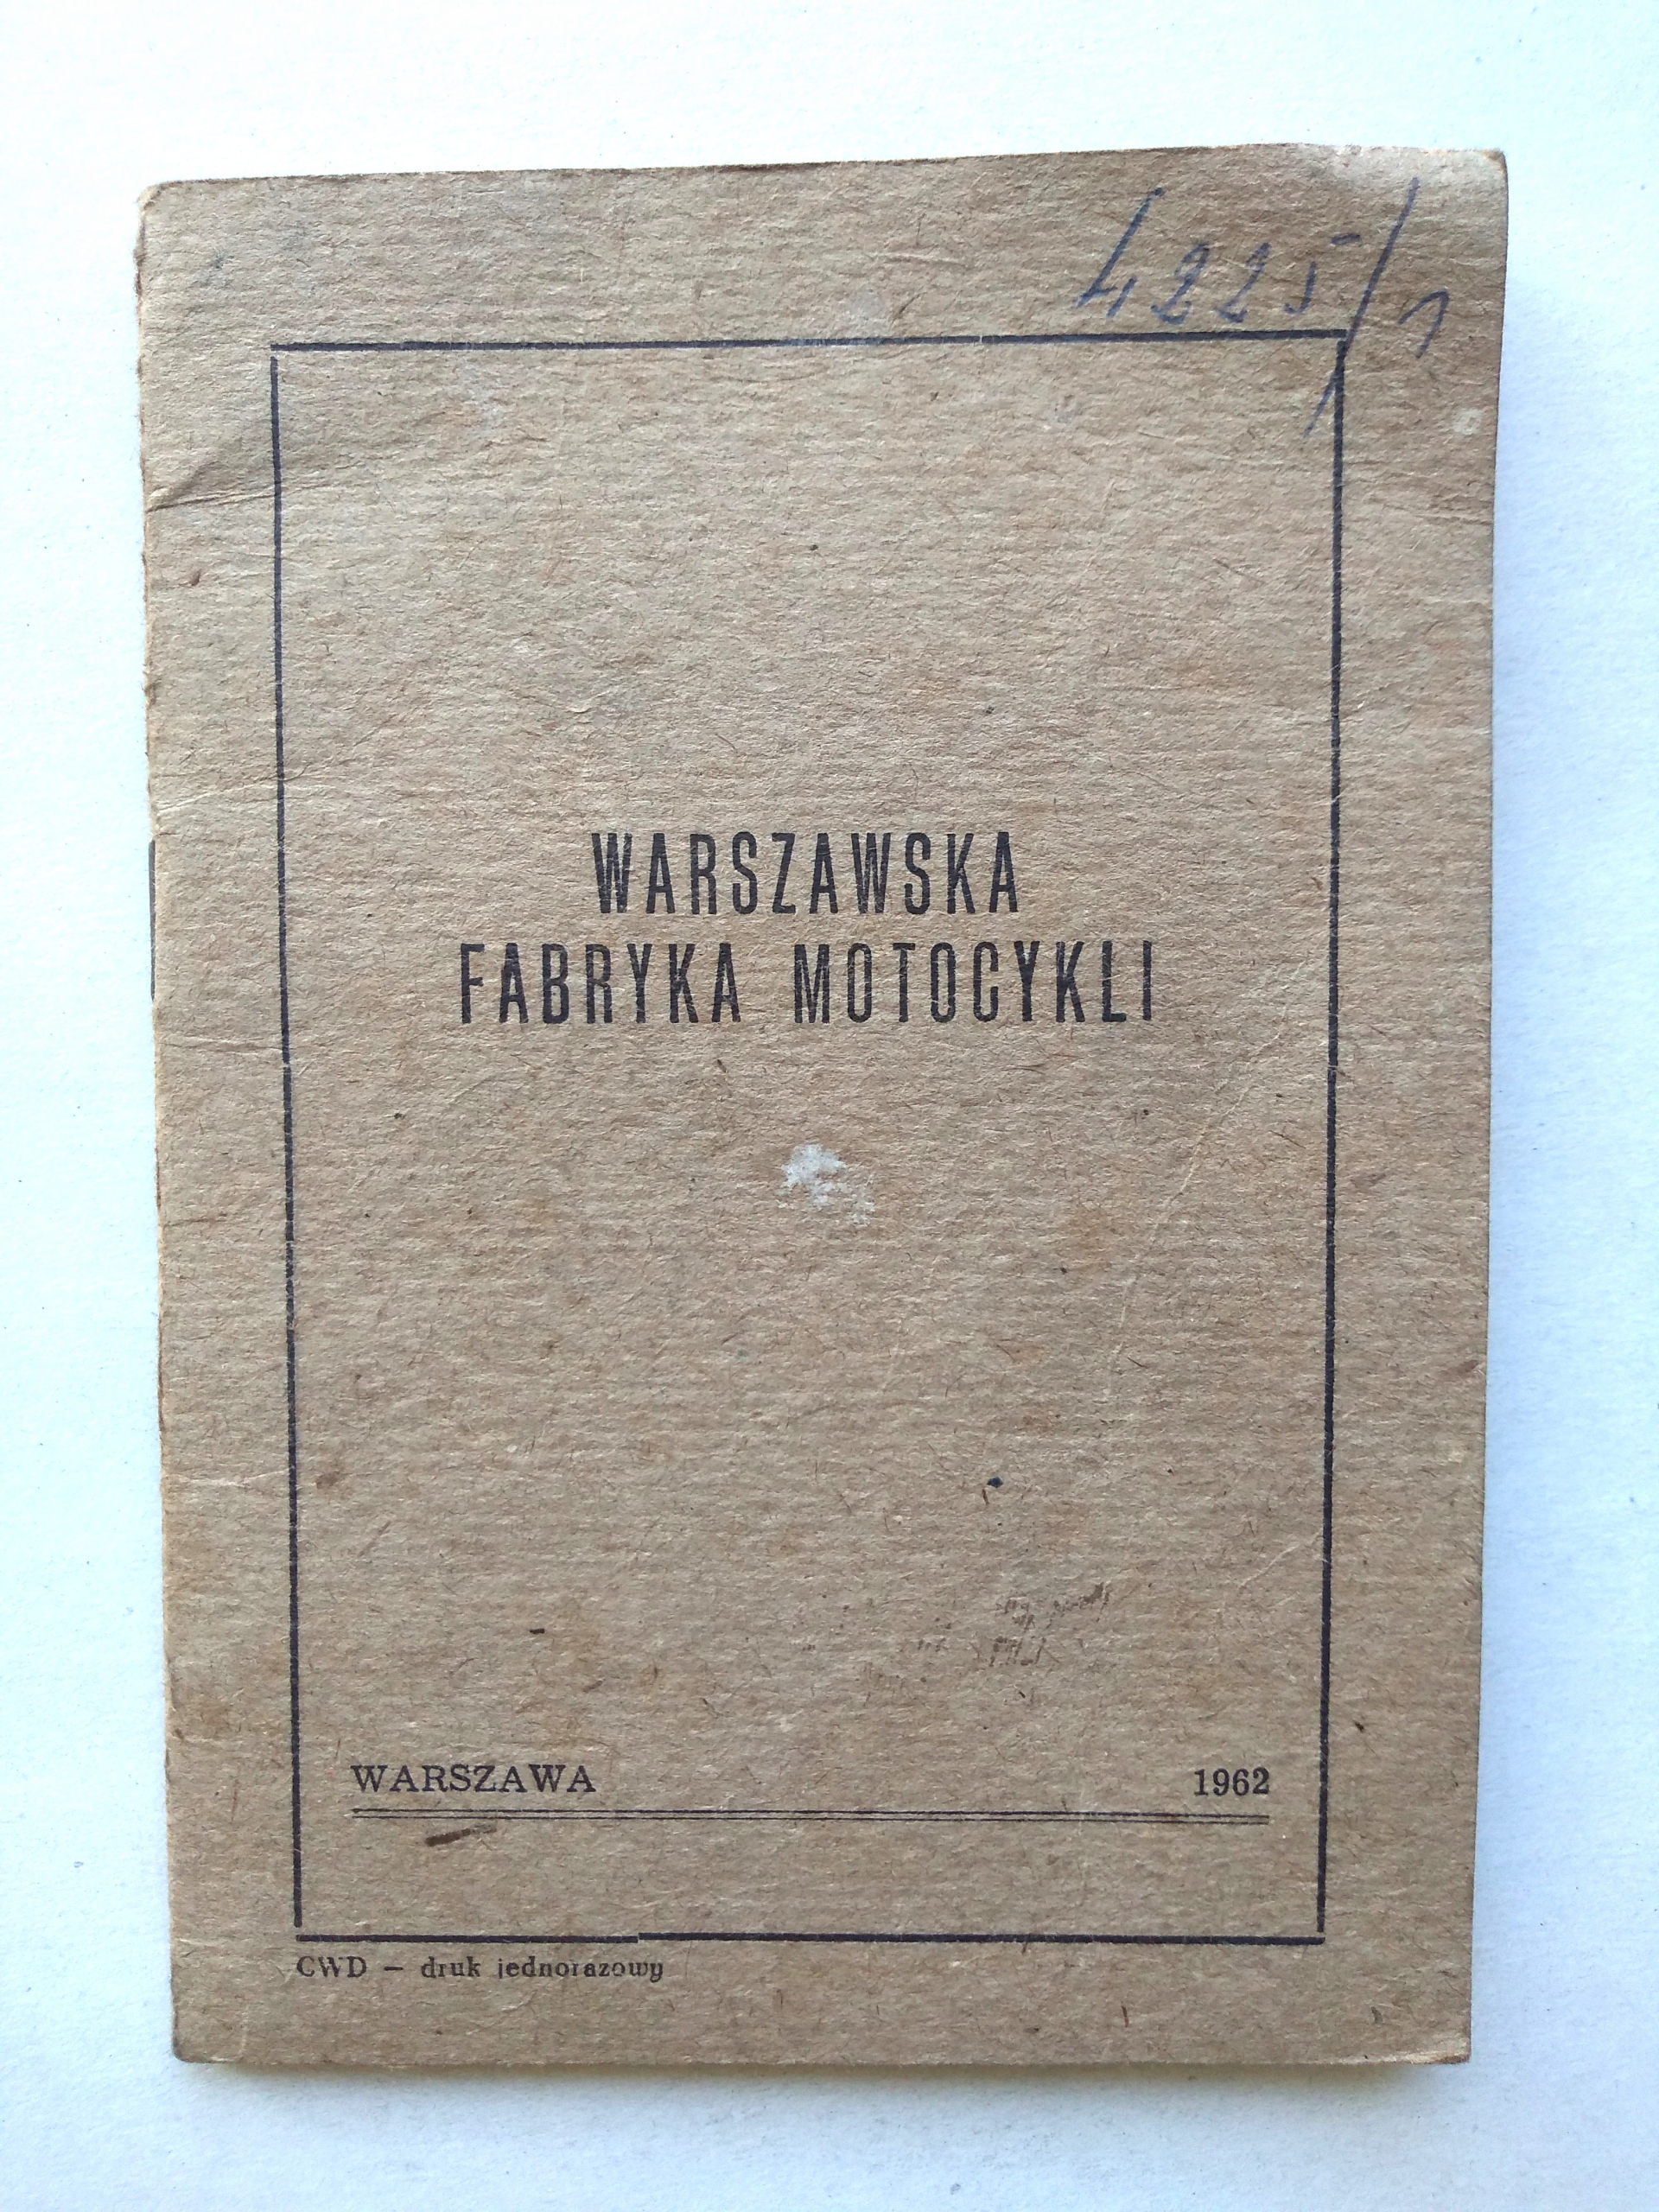 4225/1
WARSZAWSKA
FABRYKA MOTOCYKLI
WARSZAWA 1962
CWD — druk jednorazowy